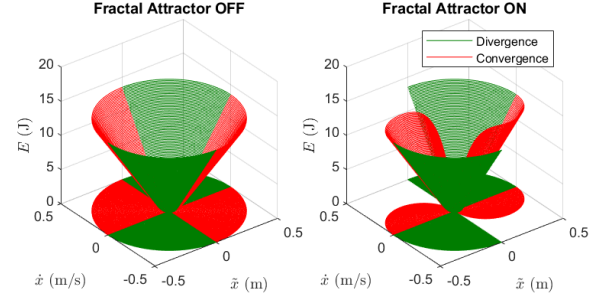 Fractal Attractor OFF
20
15
10
5
0
E (J)
0.5
0
-0.5
ẋ (m/s)
-0.5
0
0.5
x̃ (m)
Fractal Attractor ON
Divergence
Convergence
20
15
10
5
0
E (J)
0.5
0
-0.5
ẋ (m/s)
-0.5
0
0.5
x̃ (m)